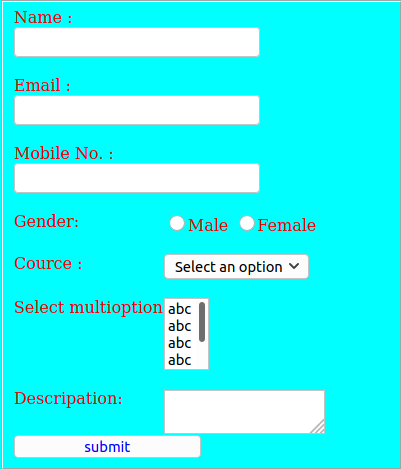 Name :
Email :
Mobile No. :
Gender: Male Female
Cource : Select an option
Select multioption abc
abc
abc
abc
Descripation:
submit